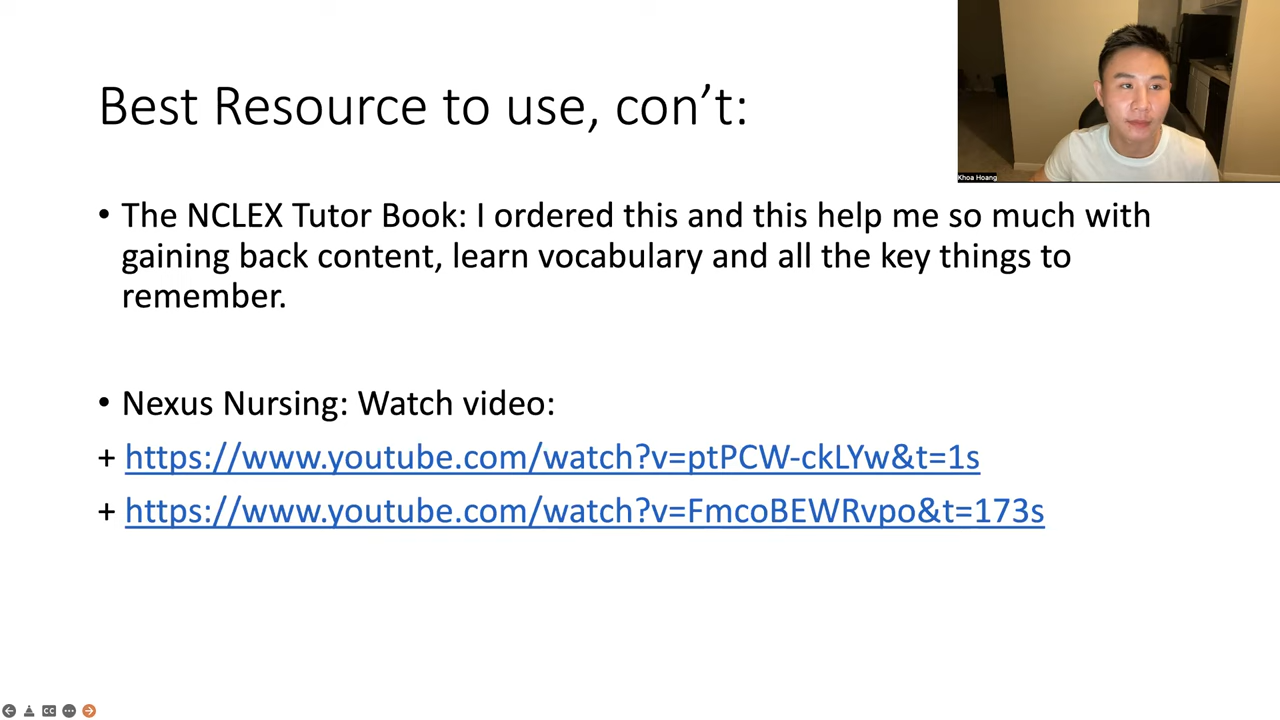 Best Resource to use, con’t:
Khoa Hoang
• The NCLEX Tutor Book: I ordered this and this help me so much with
gaining back content, learn vocabulary and all the key things to
remember.
• Nexus Nursing: Watch video:
+ https://www.youtube.com/watch?v=ptPCW-ckLYw&t=1s
+ https://www.youtube.com/watch?v=FmcoBEWRvpo&t=173s
CC